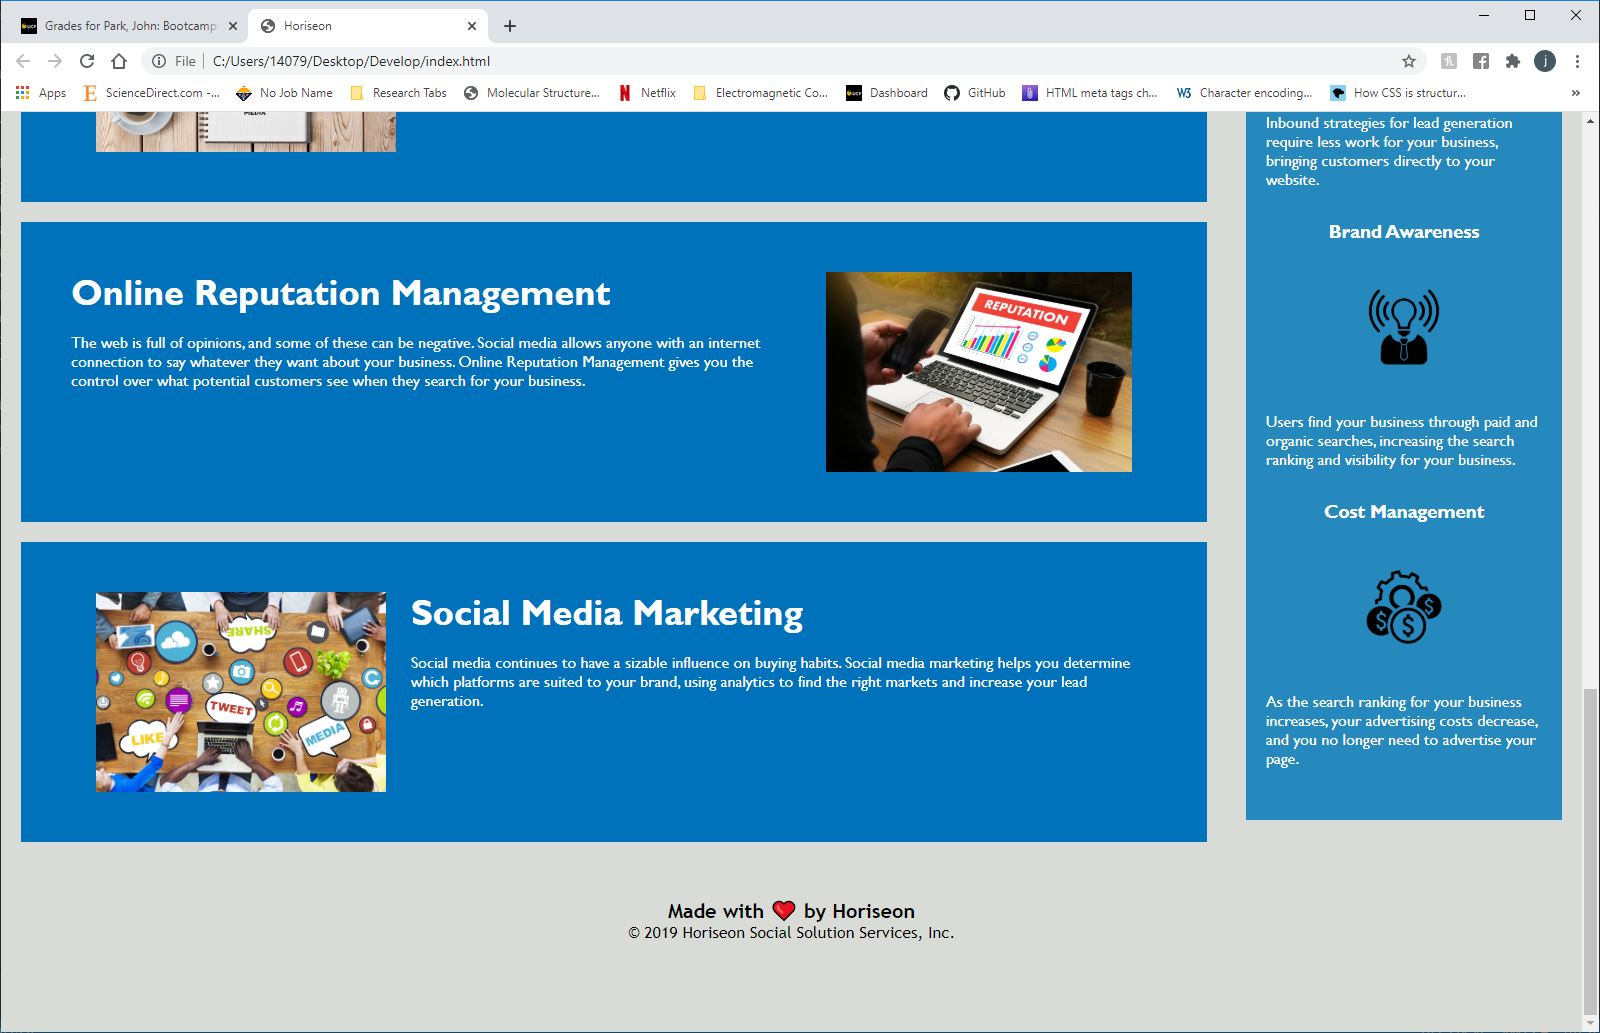 Grades for Park, John: Bootcamp:
Horiseon
File
C:/Users/14079/Desktop/Develop/index.html
j
Apps
ScienceDirect.com -...
No Job Name
Research Tabs
Molecular Structure...
Netflix
Electromagnetic Co...
Dashboard
GitHub
HTML meta tags ch...
W3
Character encoding...
How CSS is structur...
»
MEDIA
Inbound strategies for lead generation
require less work for your business,
bringing customers directly to your
website.
Online Reputation Management
The web is full of opinions, and some of these can be negative. Social media allows anyone with an internet
connection to say whatever they want about your business. Online Reputation Management gives you the
control over what potential customers see when they search for your business.
REPUTATION
Brand Awareness
Users find your business through paid and
organic searches, increasing the search
ranking and visibility for your business.
SHARE
TWEET
LIKE
MEDIA
Social Media Marketing
Social media continues to have a sizable influence on buying habits. Social media marketing helps you determine
which platforms are suited to your brand, using analytics to find the right markets and increase your lead
generation.
Cost Management
$ $ $
As the search ranking for your business
increases, your advertising costs decrease,
and you no longer need to advertise your
page.
Made with ❤ by Horiseon
© 2019 Horiseon Social Solution Services, Inc.